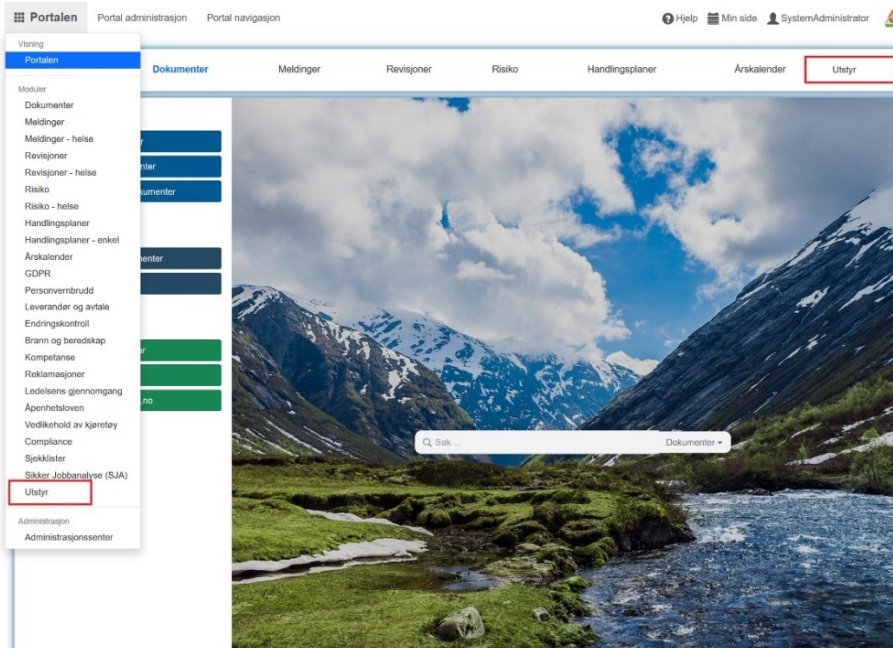 Portalen Portal administrasjon Portal navigasjon Hjelp Min side SystemAdministrator
Visning
Portalen
Dokumenter Meldinger Revisjoner Risiko Handlingsplaner Årskalender Utstyr
Moduler
Dokumenter
Meldinger
Meldinger - helse
Revisjoner
Revisjoner - helse
Risiko
Risiko - helse
Handlingsplaner
Handlingsplaner - enkel
Årskalender
GDPR
Personvernbrudd
Leverandør og avtale
Endringskontroll
Brann og beredskap
Kompetanse
Reklamasjoner
Ledelsens gjennomgang
Åpenhetsloven
Vedlikehold av kjøretøy
Compliance
Sjekklister
Sikker Jobbanalyse (SJA)
Utstyr
Administrasjon
Administrasjonssenter
Søk ... Dokumenter